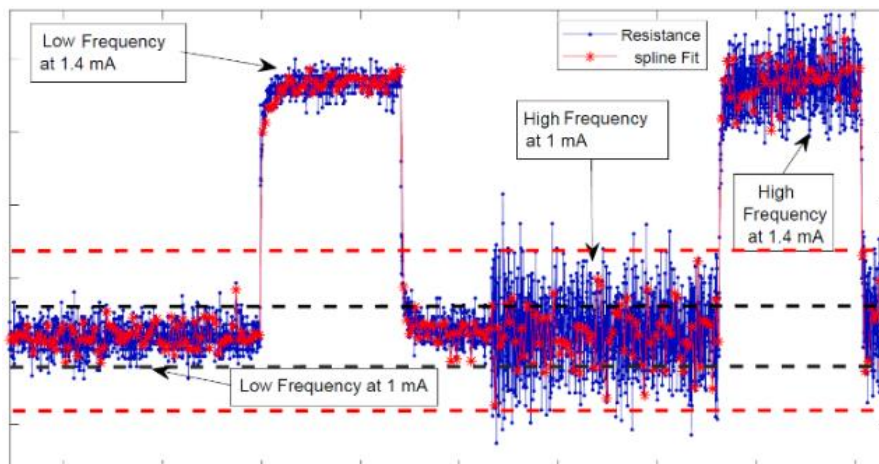 Low Frequency
at 1.4 mA
Resistance
spline Fit
High Frequency
at 1 mA
High
Frequency
at 1.4 mA
Low Frequency at 1 mA